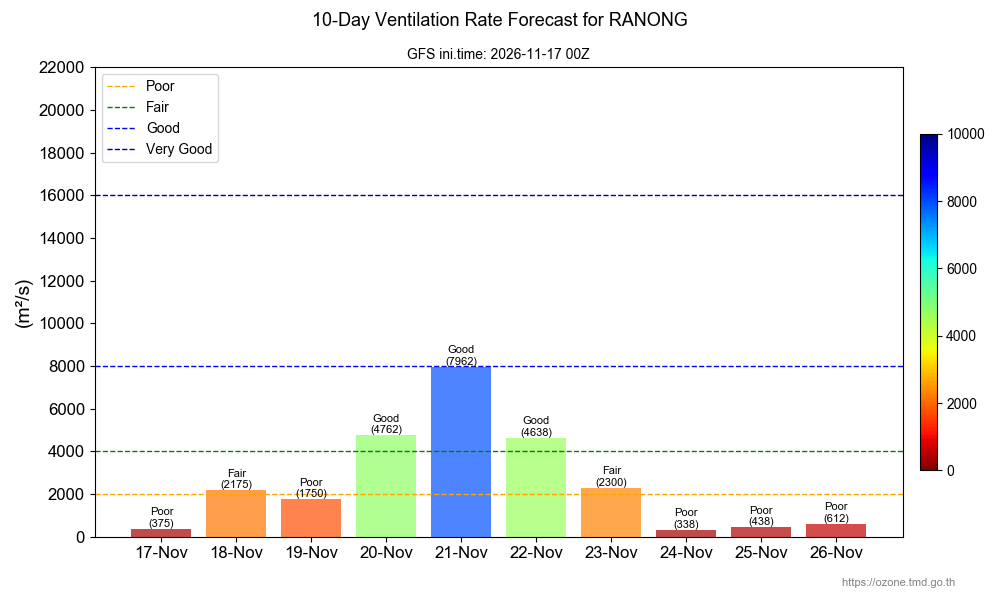 10-Day Ventilation Rate Forecast for RANONG
GFS ini.time: 2026-11-17 00Z
22000
20000
18000
16000
14000
12000
10000
8000
6000
4000
2000
0
(m²/s)
Poor
Fair
Good
Very Good
Poor
(375)
Fair
(2175)
Poor
(1750)
Good
(4762)
Good
(7962)
Good
(4638)
Fair
(2300)
Poor
(338)
Poor
(438)
Poor
(612)
17-Nov
18-Nov
19-Nov
20-Nov
21-Nov
22-Nov
23-Nov
24-Nov
25-Nov
26-Nov
10000
8000
6000
4000
2000
0
https://ozone.tmd.go.th